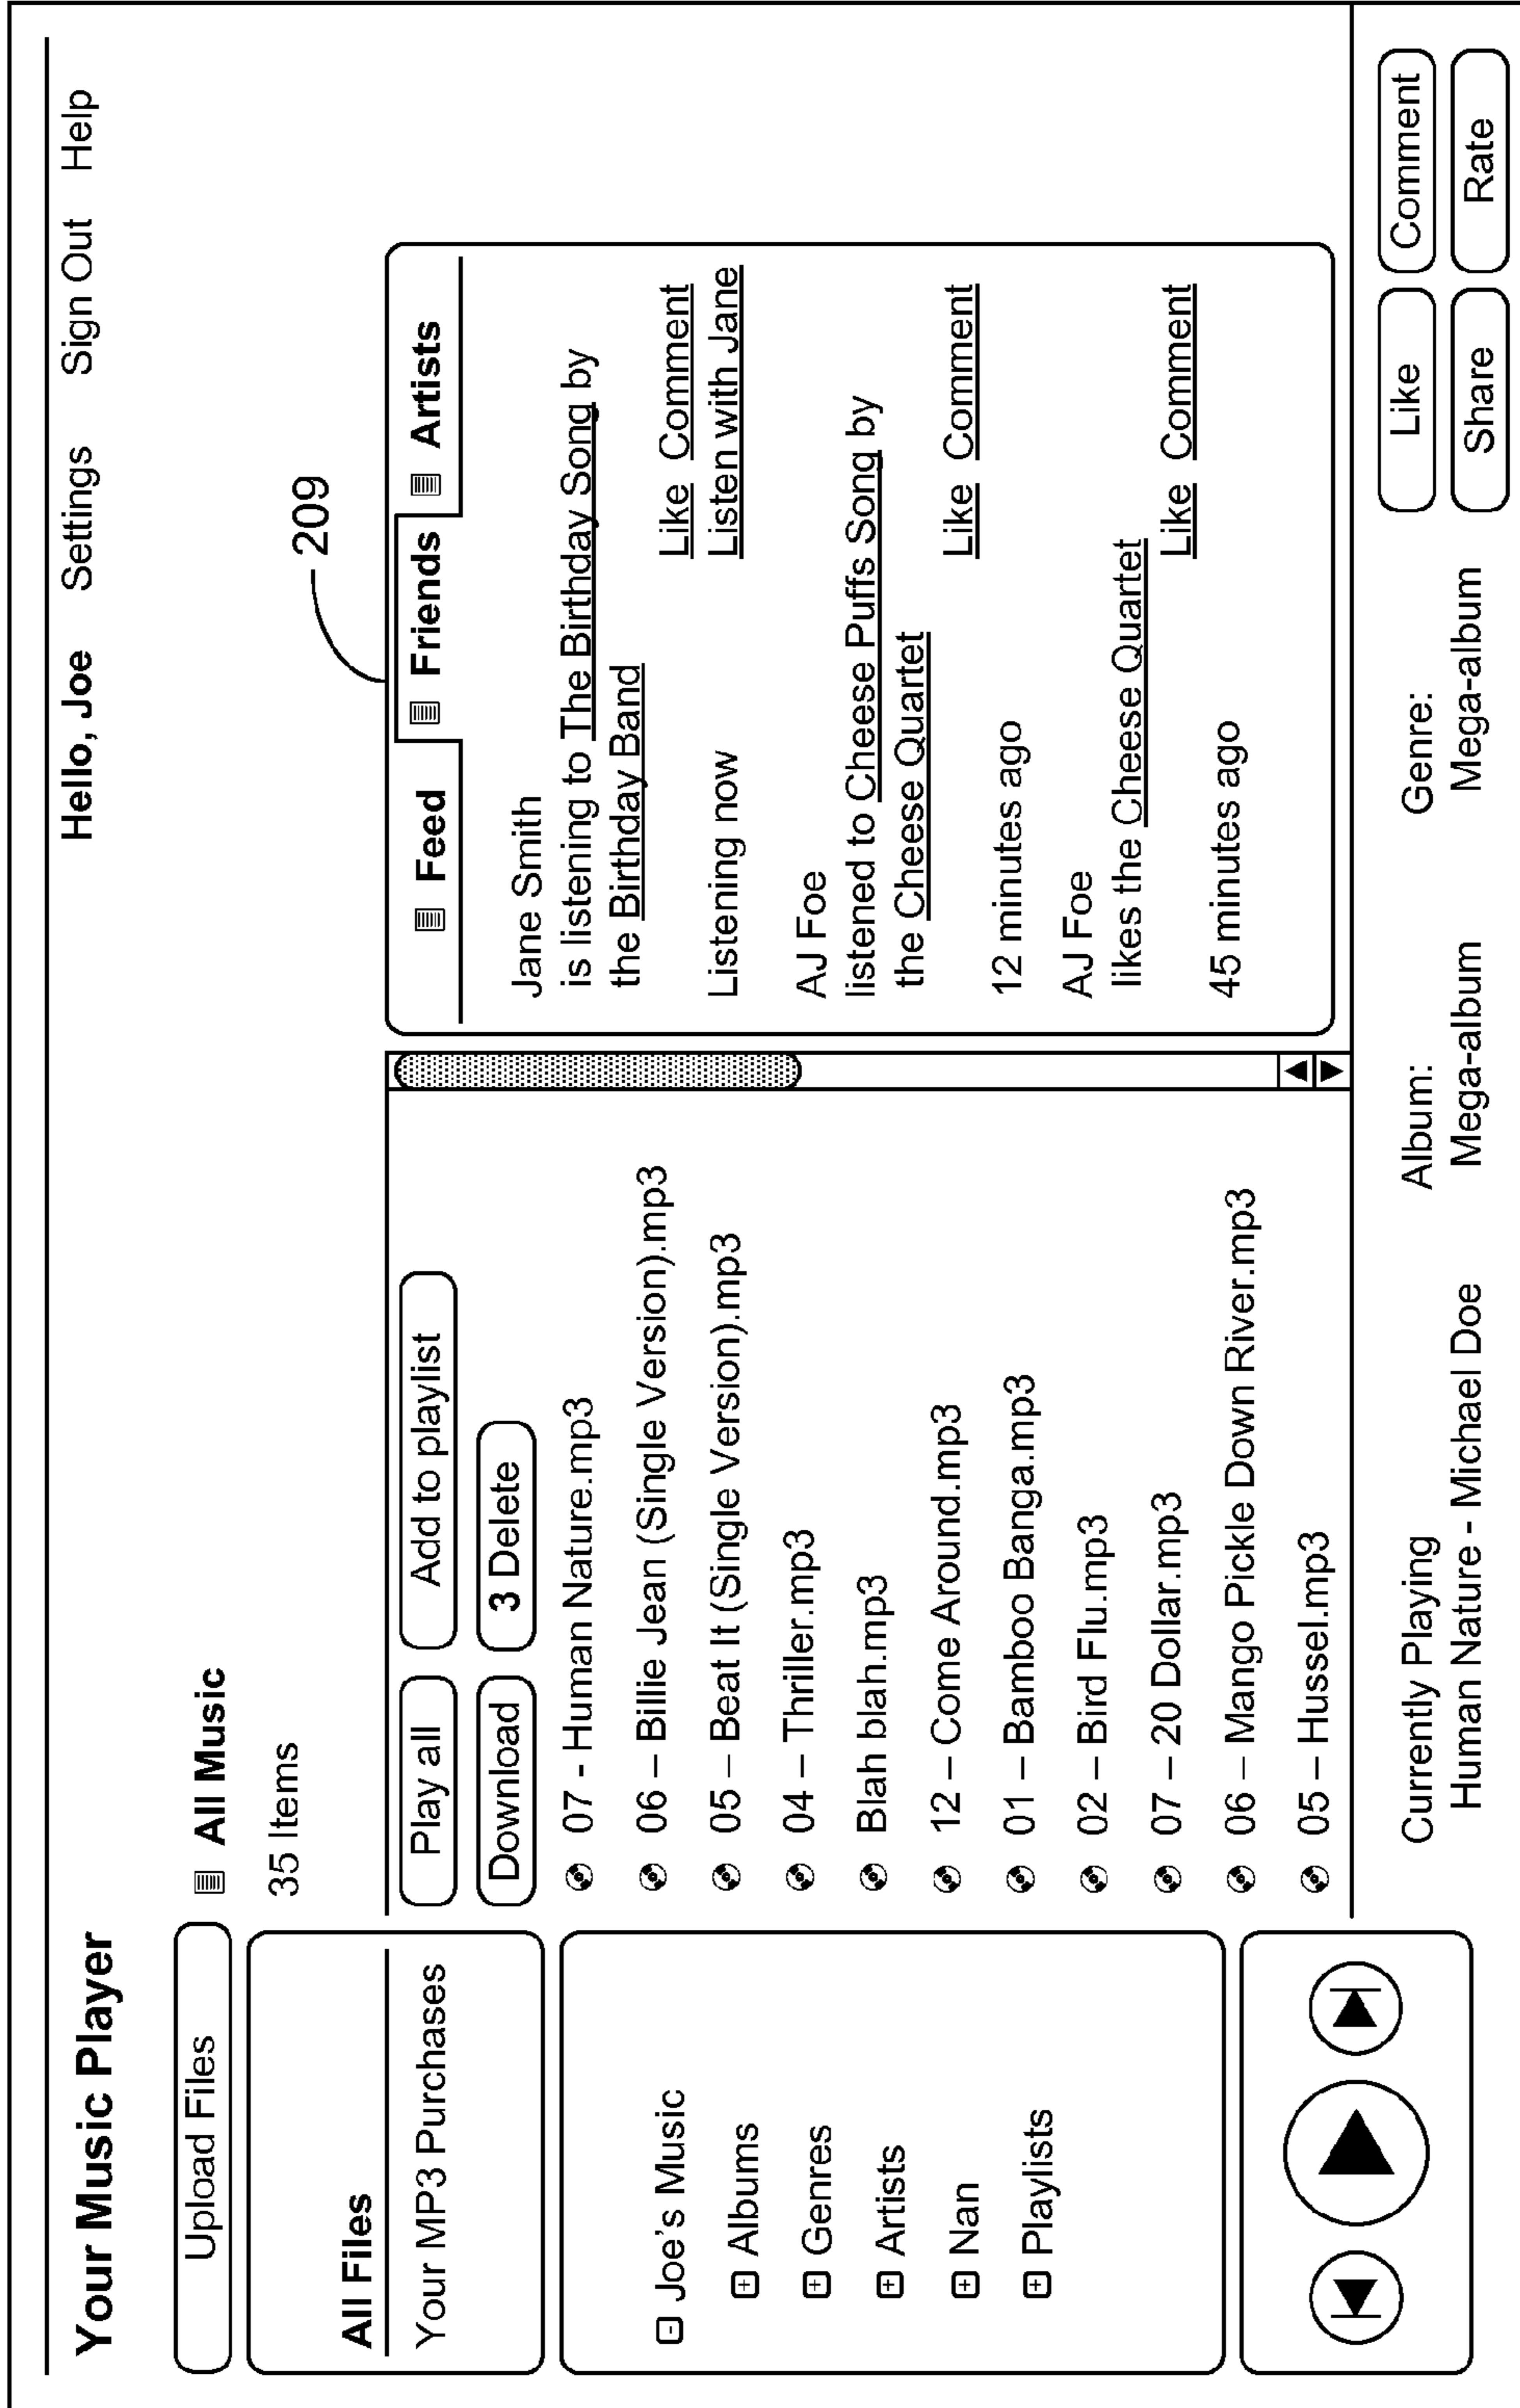 Your Music Player
Hello, Joe Settings Sign Out Help
Upload Files
All Files
Your MP3 Purchases
Joe's Music
Albums
Genres
Artists
Nan
Playlists
All Music
35 Items
Play all Add to playlist
Download 3 Delete
07 - Human Nature.mp3
06 – Billie Jean (Single Version).mp3
05 – Beat It (Single Version).mp3
04 – Thriller.mp3
Blah blah.mp3
12 – Come Around.mp3
01 – Bamboo Banga.mp3
02 – Bird Flu.mp3
07 – 20 Dollar.mp3
06 – Mango Pickle Down River.mp3
05 – Hussel.mp3
209
Feed Friends Artists
Jane Smith
is listening to The Birthday Song by
the Birthday Band
Like Comment
Listening now Listen with Jane
AJ Foe
listened to Cheese Puffs Song by
the Cheese Quartet
Like Comment
12 minutes ago
AJ Foe
likes the Cheese Quartet
Like Comment
45 minutes ago
Currently Playing Album: Genre:
Human Nature - Michael Doe Mega-album Mega-album
Like Comment
Share Rate